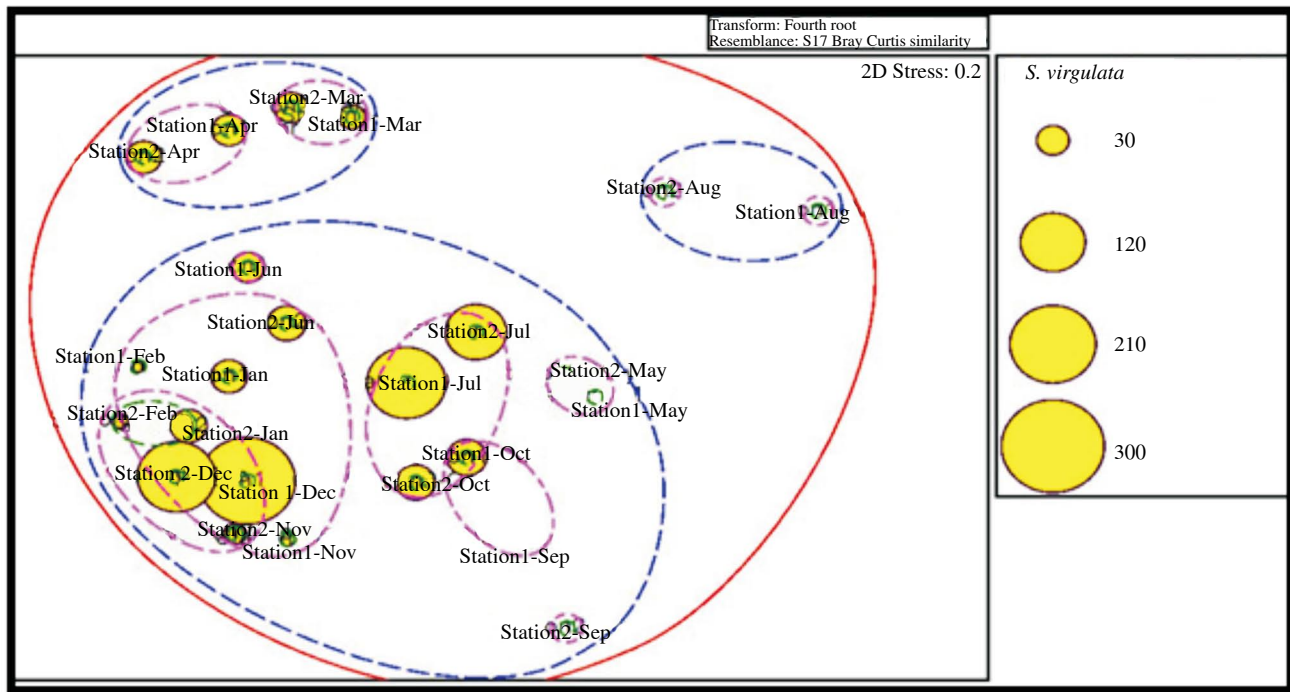 Transform: Fourth root
Resemblance: S17 Bray Curtis similarity
2D Stress: 0.2
S. virgulata
30
120
210
300
Station2-Mar
Station1-Mar
Station1-Apr
Station2-Apr
Station2-Aug
Station1-Aug
Station1-Jun
Station2-Jun
Station2-Jul
Station1-Feb
Station1-Jan
Station1-Jul
Station2-May
Station1-May
Station2-Feb
Station2-Jan
Station1-Oct
Station 2-Dec
Station2-Oct
Station 1-Dec
Station2-Nov
Station1-Nov
Station1-Sep
Station2-Sep